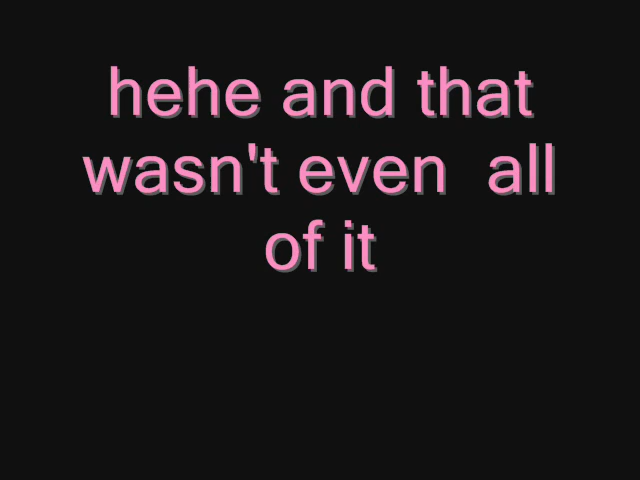 hehe and that
wasn't even  all
of it